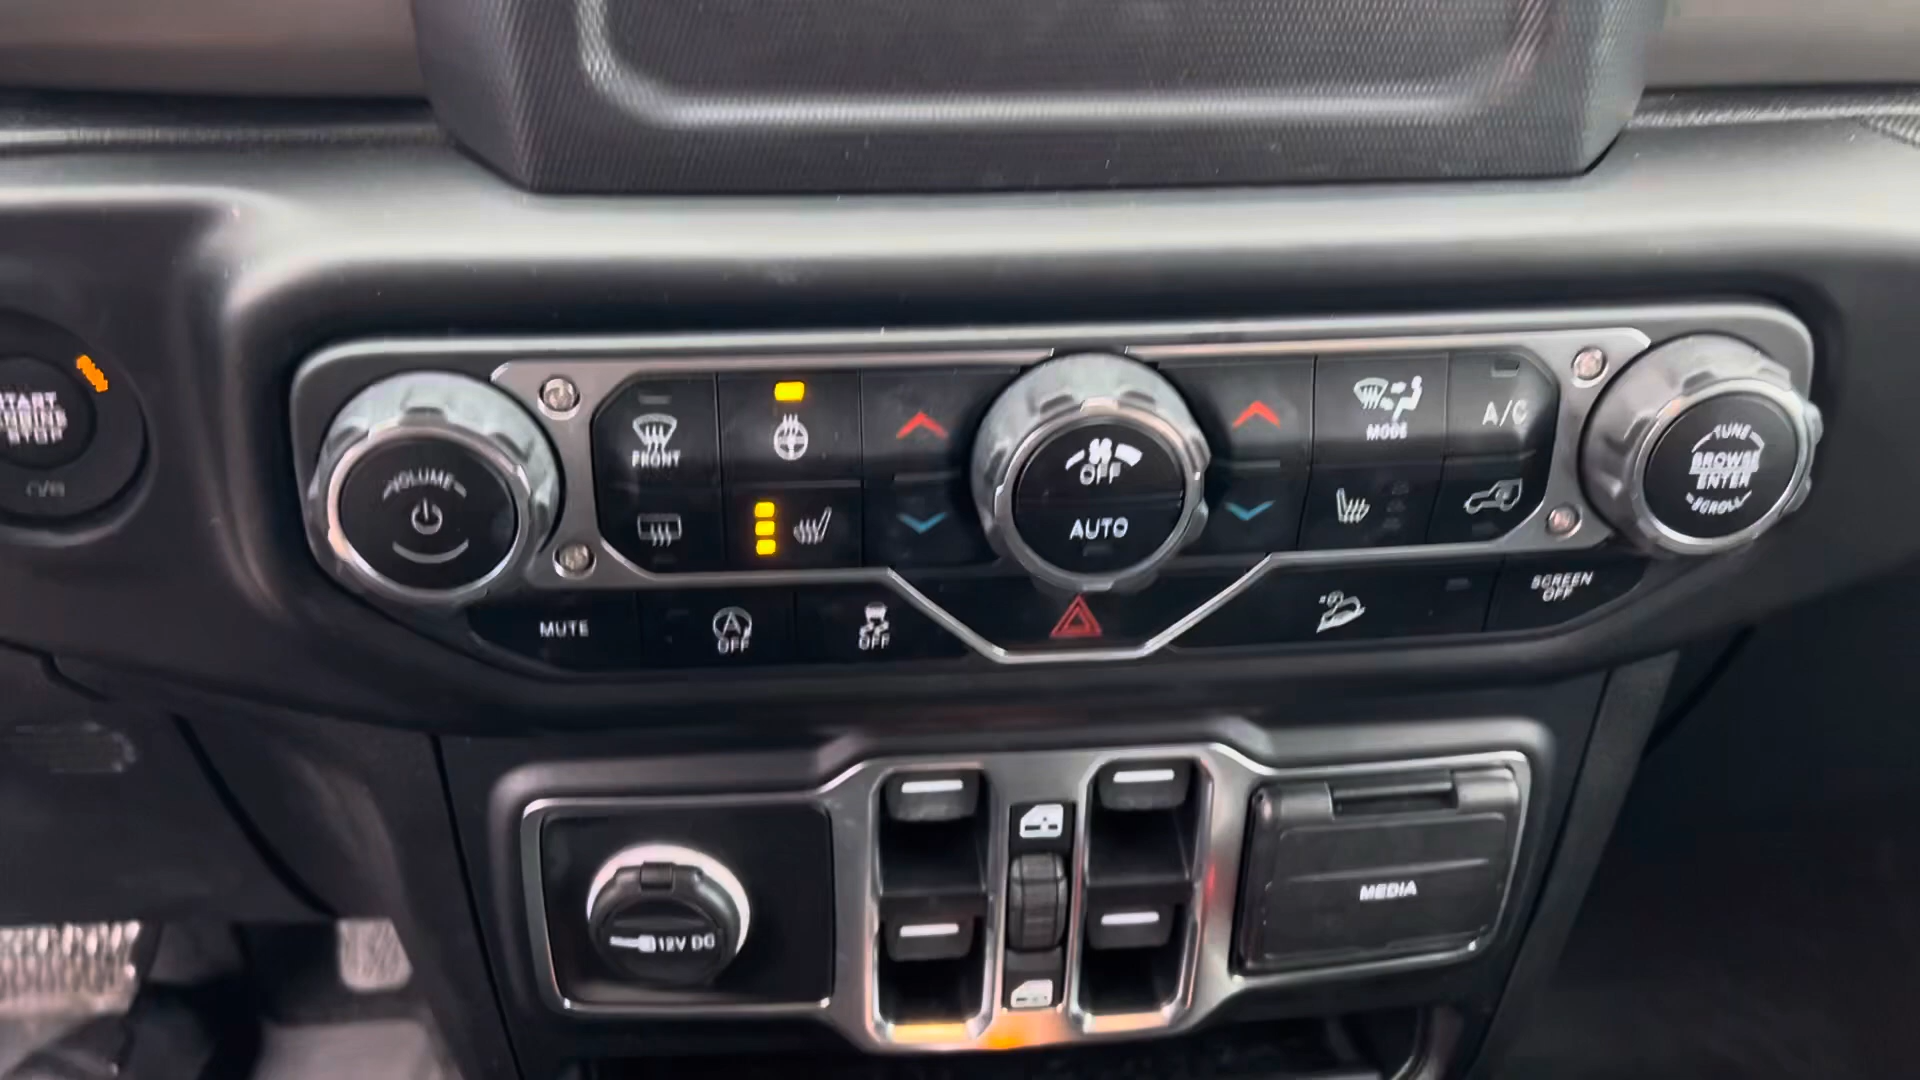 START
ENGINE
STOP
VOLUME
FRONT
OFF
AUTO
MODE
A/C
TUNE
BROWSE
ENTER
SCROLL
MUTE
OFF
OFF
SCREEN
OFF
12V DC
MEDIA